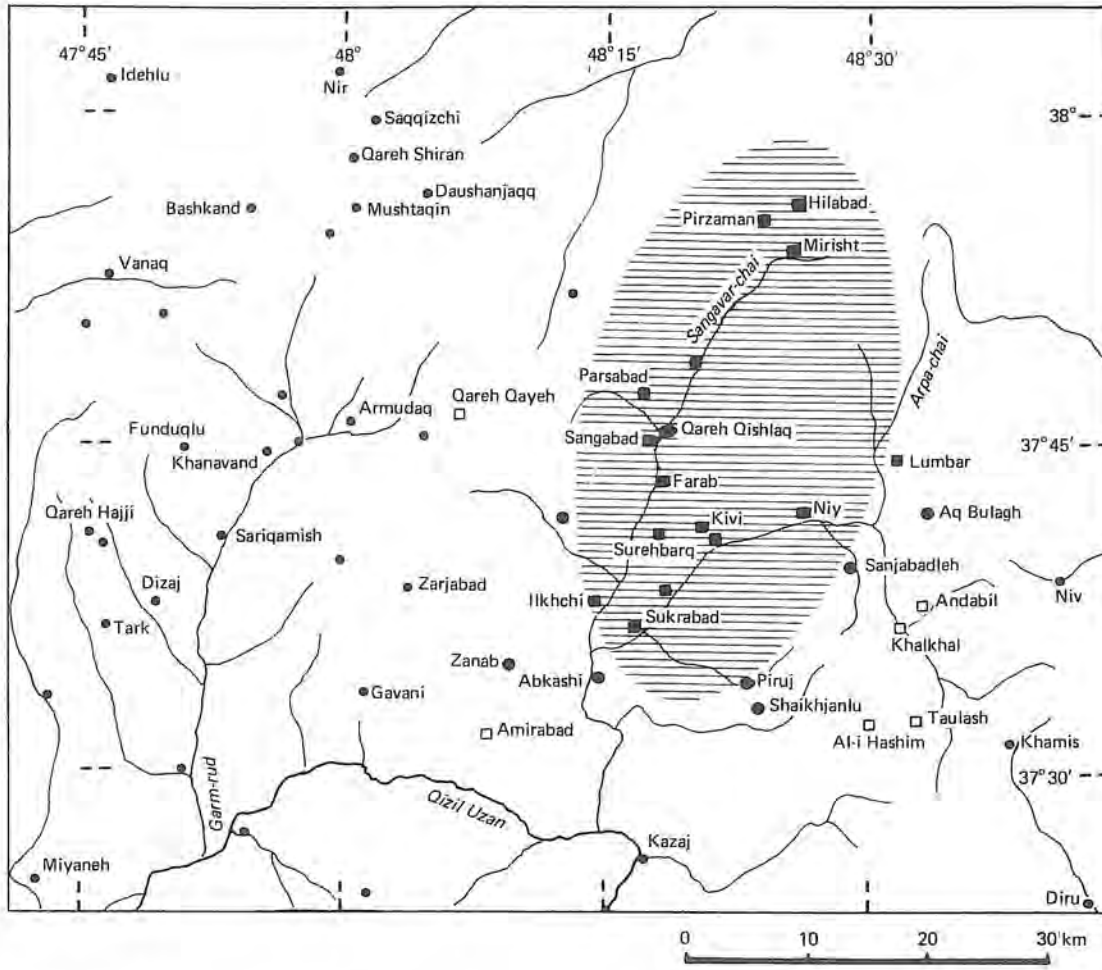 47°45'
48°
48°15'
48°30'
Idehlu
Nir
38°
Saqqizchi
Qareh Shiran
Daushanjaqq
Bashkand
Mushtaqin
Hilabad
Pirzaman
Mirisht
Vanaq
Sangavar-chai
Arpa-chai
Parsabad
Qareh Qayeh
Armudaq
Funduqlu
Qareh Qishlaq
Sangabad
37°45'
Khanavand
Lumbar
Farab
Qareh Hajji
Niy
Aq Bulagh
Kivi
Sariqamish
Surehbarq
Sanjabadleh
Dizaj
Zarjabad
Niv
Ilkhchi
Andabil
Tark
Sukrabad
Khalkhal
Zanab
Abkashi
Piruj
Gavani
Shaikhjanlu
Taulash
Amirabad
Al-i Hashim
Khamis
37°30'
Garm-rud
Qizil Uzan
Kazaj
Miyaneh
Diru
0 10 20 30 km